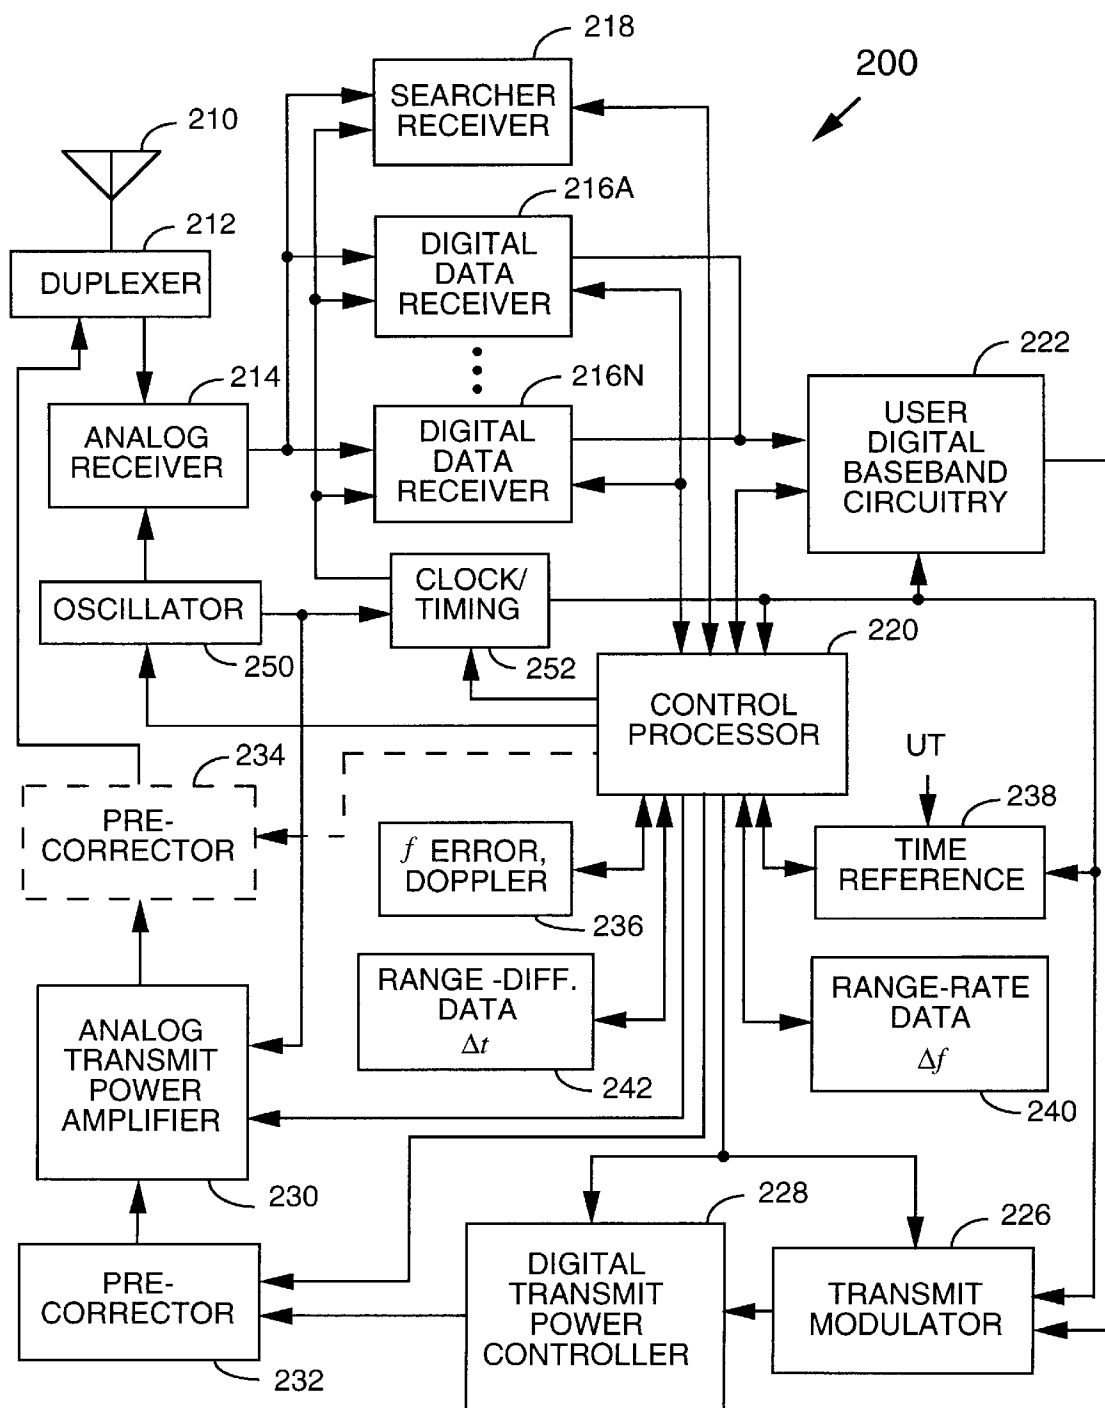 218
200
SEARCHER
RECEIVER
210
216A
212
DIGITAL
DATA
RECEIVER
DUPLEXER
222
214
216N
USER
DIGITAL
BASEBAND
CIRCUITRY
ANALOG
RECEIVER
DIGITAL
DATA
RECEIVER
CLOCK/
TIMING
OSCILLATOR
220
250
252
CONTROL
PROCESSOR
234
UT
238
PRE-
CORRECTOR
f ERROR,
DOPPLER
TIME
REFERENCE
236
RANGE -DIFF.
DATA
Δt
RANGE-RATE
DATA
Δf
ANALOG
TRANSMIT
POWER
AMPLIFIER
242
240
230
228
226
PRE-
CORRECTOR
DIGITAL
TRANSMIT
POWER
CONTROLLER
TRANSMIT
MODULATOR
232